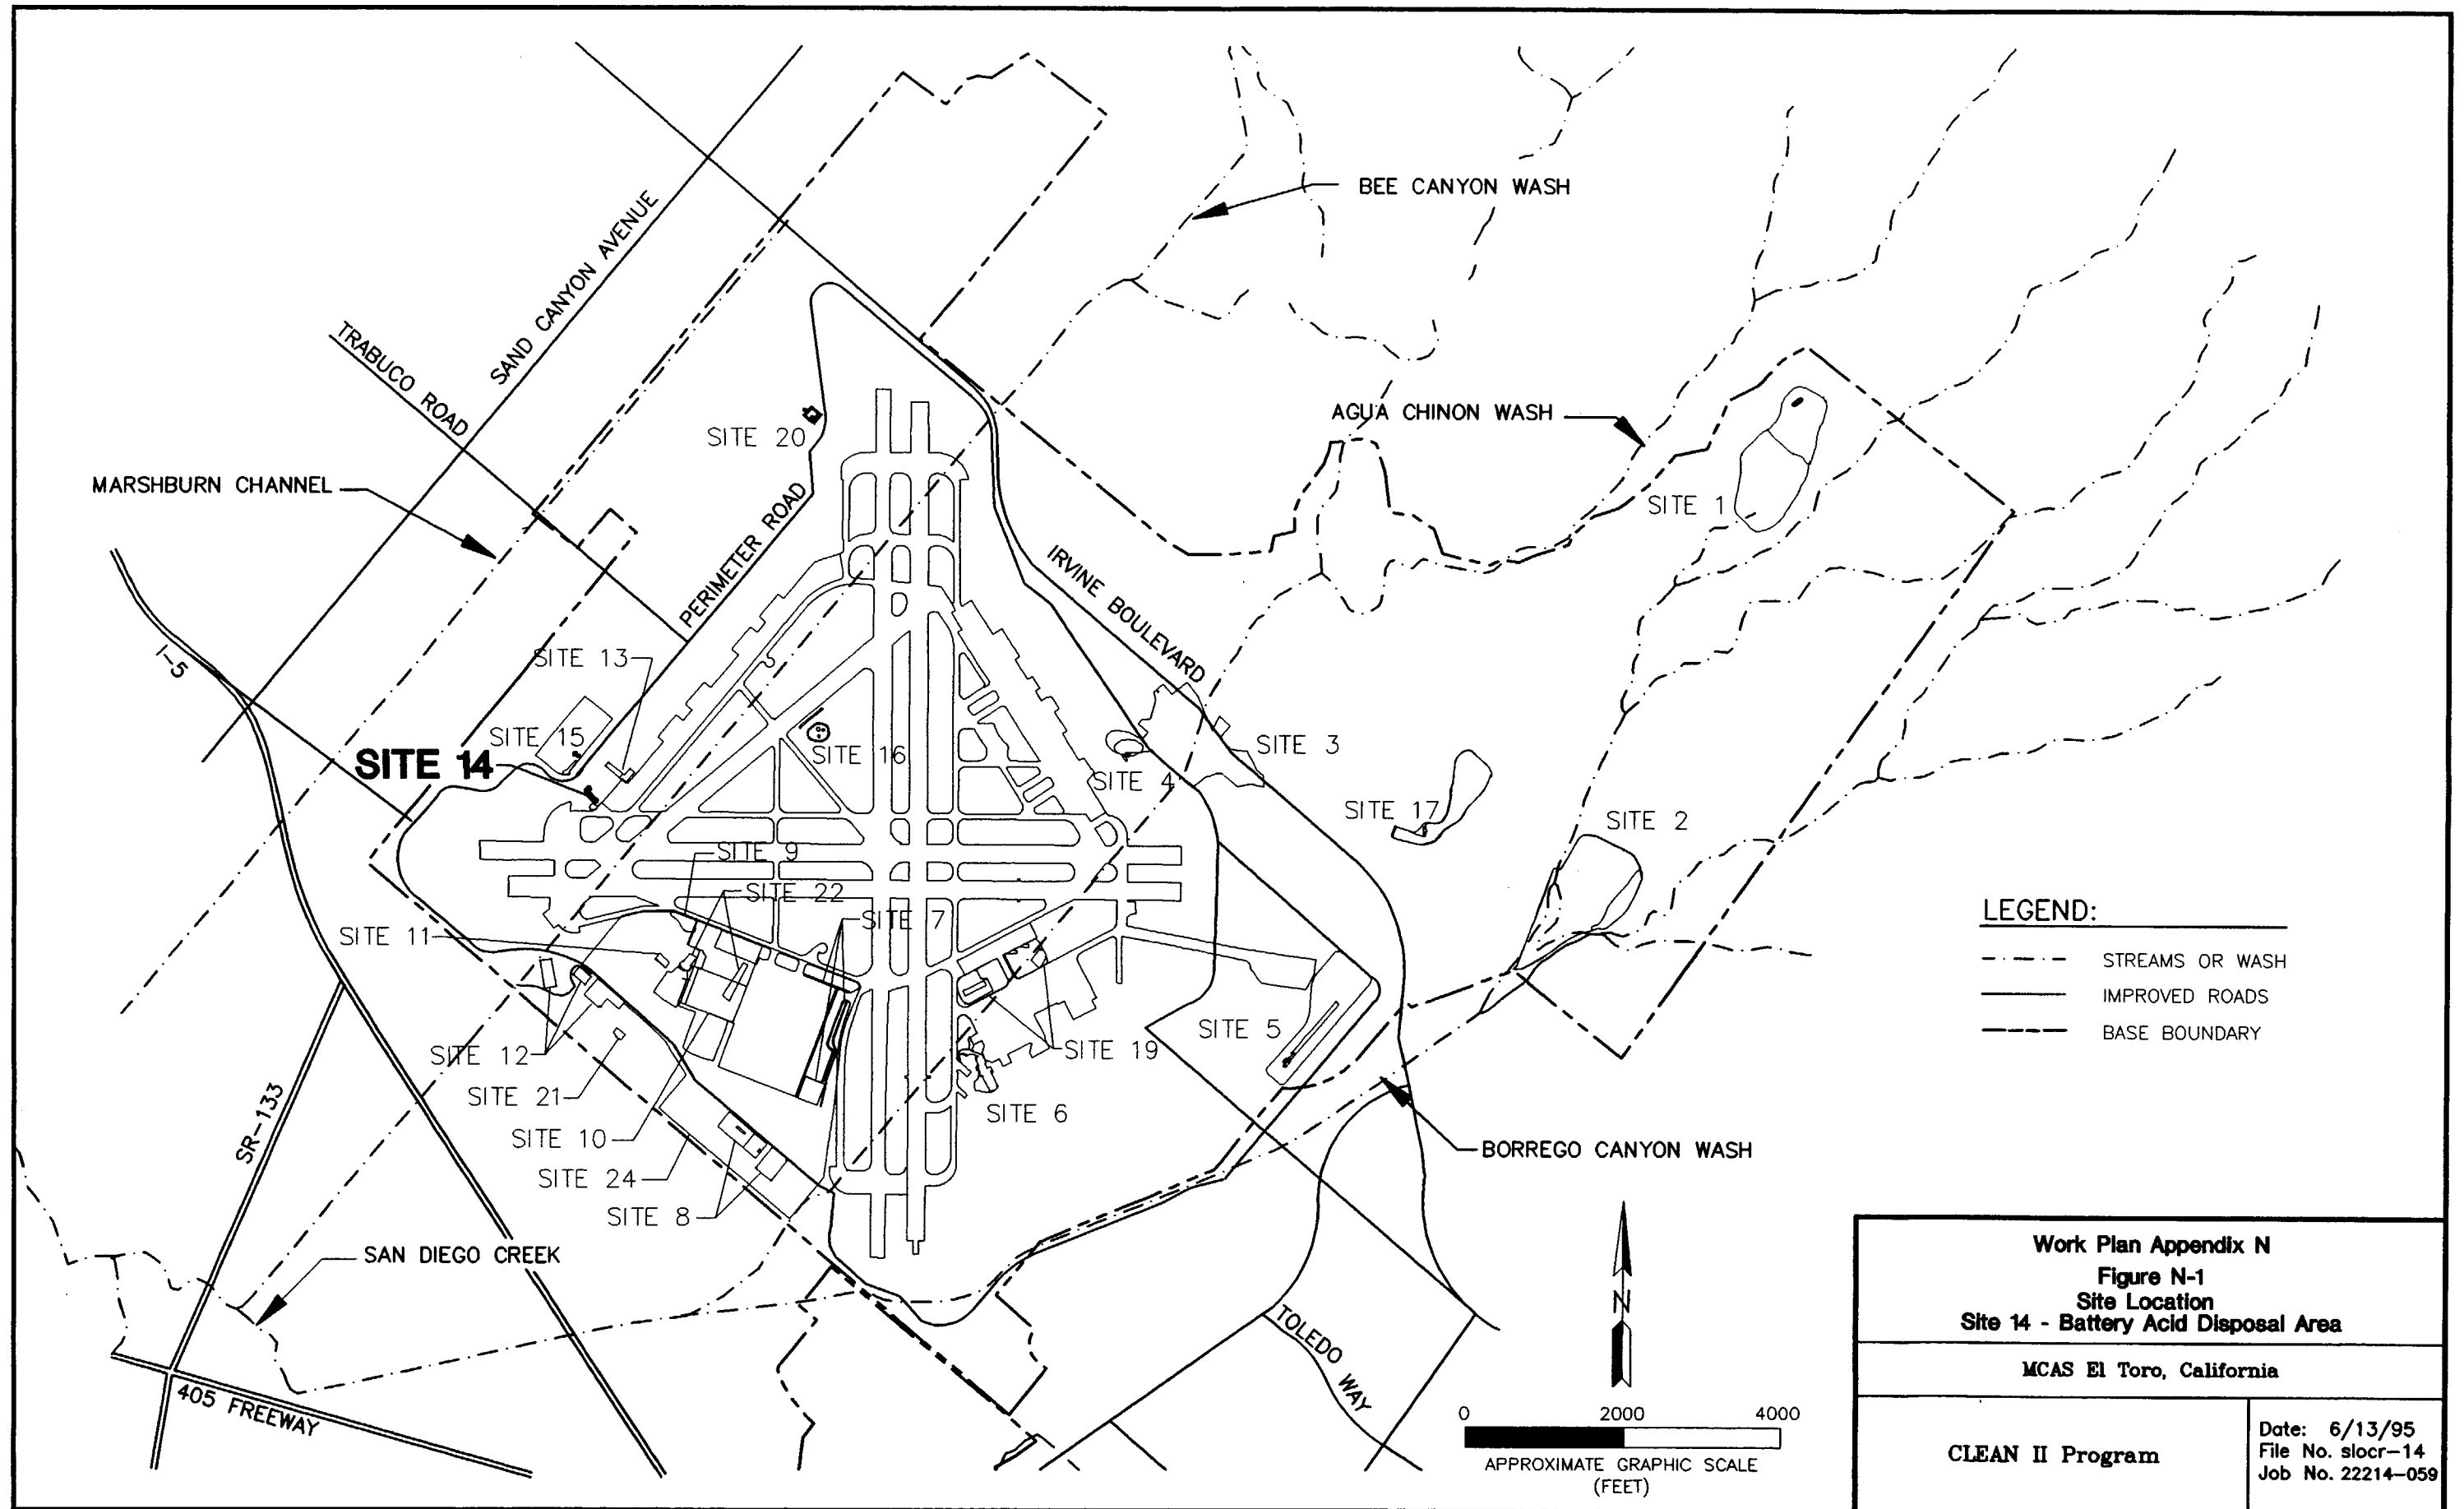 BEE CANYON WASH
SAND CANYON AVENUE
TRABUCO ROAD
AGUA CHINON WASH
SITE 20
MARSHBURN CHANNEL
SITE 1
PERIMETER ROAD
IRVINE BOULEVARD
I-5
SITE 13
SITE 15
SITE 14
SITE 16
SITE 3
SITE 4
SITE 17
SITE 2
SITE 9
SITE 22
SITE 7
SITE 11
LEGEND:
STREAMS OR WASH
IMPROVED ROADS
BASE BOUNDARY
SITE 5
SITE 12
SITE 19
SITE 21
SITE 6
SR-133
SITE 10
BORREGO CANYON WASH
SITE 24
SITE 8
SAN DIEGO CREEK
N
TOLEDO WAY
405 FREEWAY
0 2000 4000
APPROXIMATE GRAPHIC SCALE
(FEET)
Work Plan Appendix N
Figure N-1
Site Location
Site 14 - Battery Acid Disposal Area
MCAS El Toro, California
CLEAN II Program
Date: 6/13/95
File No. slocr-14
Job No. 22214-059